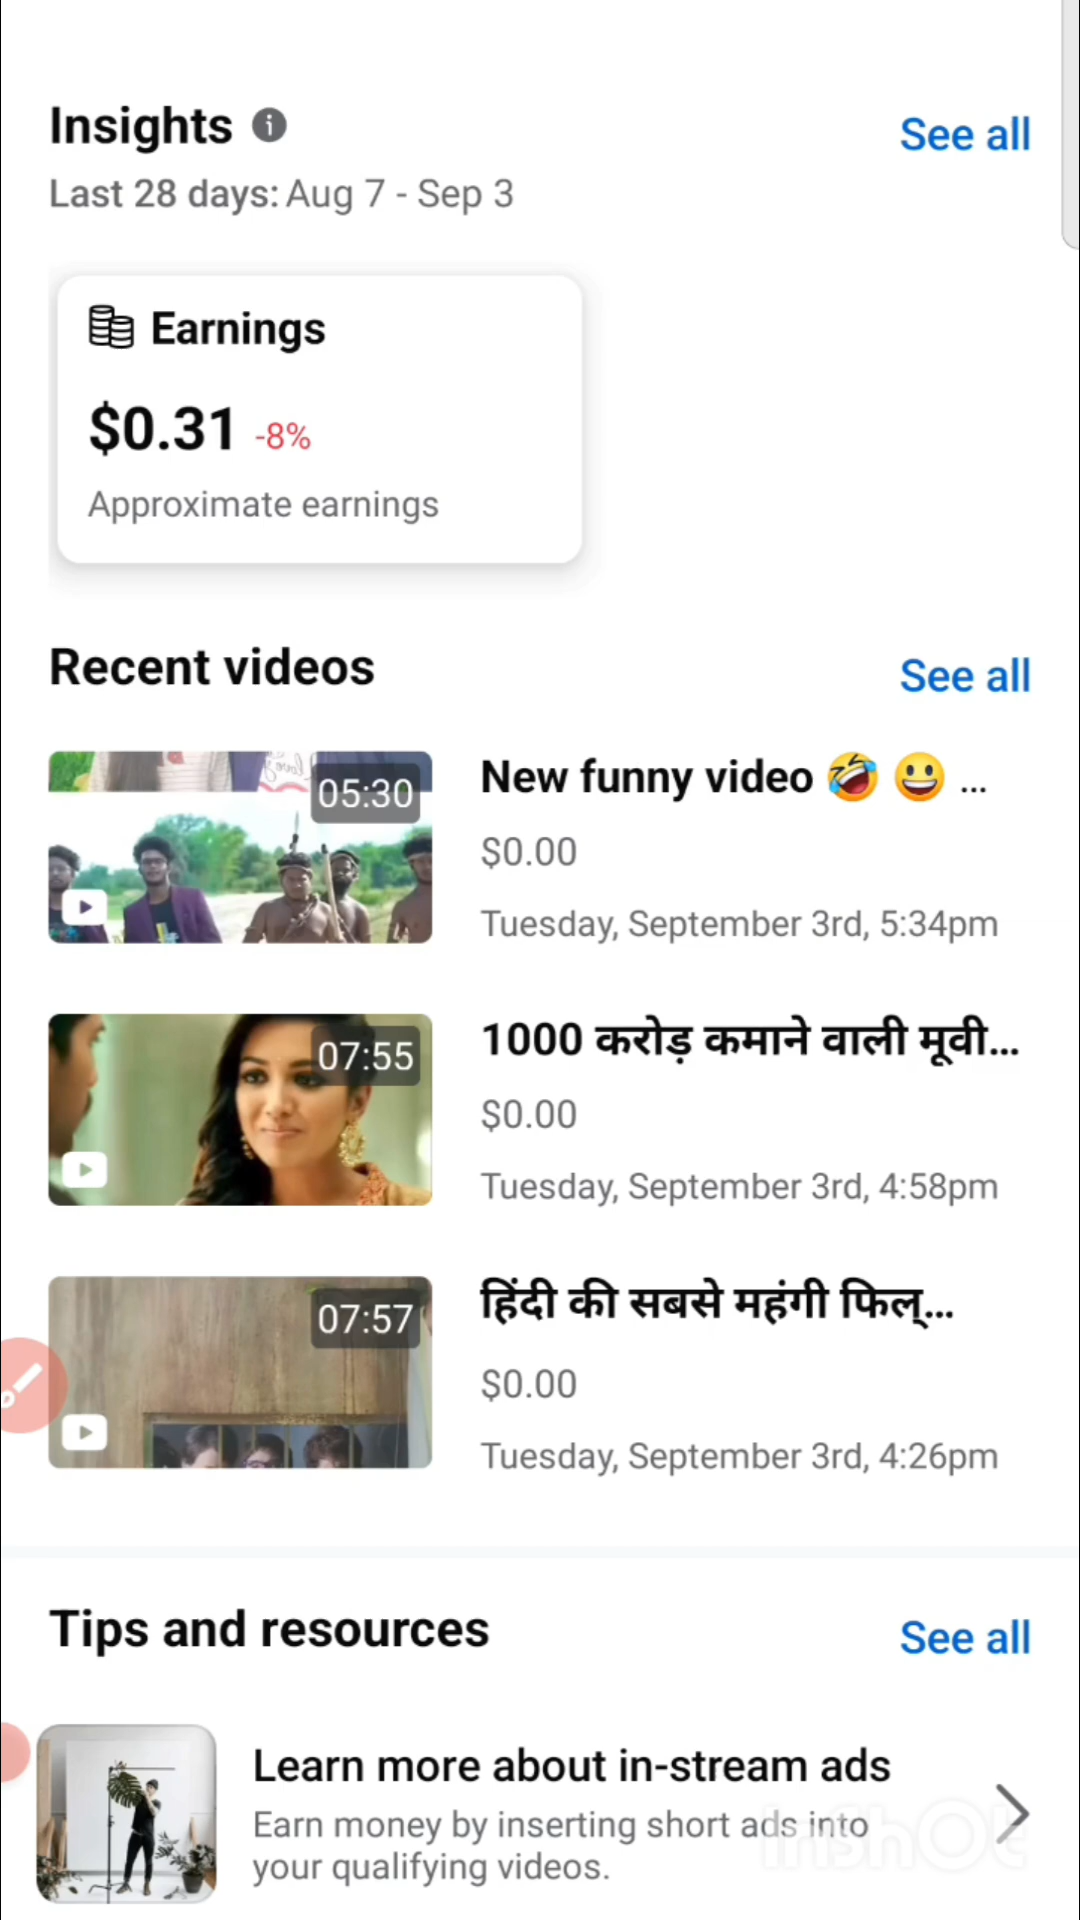 Insights
See all
Last 28 days: Aug 7 - Sep 3
Earnings
$0.31 -8%
Approximate earnings
Recent videos
See all
05:30
New funny video 🤣 😃 ...
$0.00
Tuesday, September 3rd, 5:34pm
07:55
1000 करोड़ कमाने वाली मूवी...
$0.00
Tuesday, September 3rd, 4:58pm
07:57
हिंदी की सबसे महंगी फिल्...
$0.00
Tuesday, September 3rd, 4:26pm
Tips and resources
See all
Learn more about in-stream ads
Earn money by inserting short ads into
your qualifying videos.
InShOt